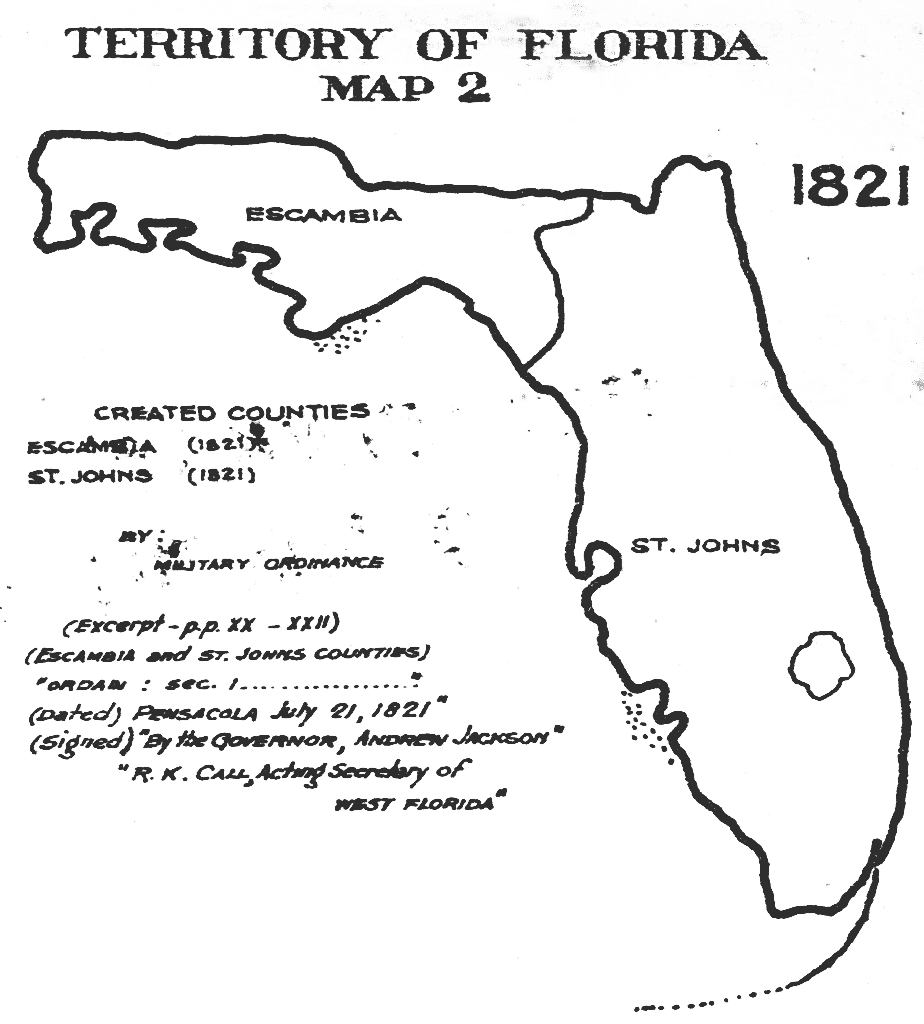 TERRITORY OF FLORIDA
MAP 2
1821
ESCAMBIA
CREATED COUNTIES
ESCAMBIA (1821)
ST. JOHNS (1821)
BY:
MILITARY ORDINANCE
ST. JOHNS
(Excerpt - p.p. XX - XXII)
(ESCAMBIA and ST. JOHNS COUNTIES)
"ORDAIN : sec. 1..................."
(Dated) PENSACOLA July 21, 1821"
(Signed) "By the GOVERNOR, ANDREW JACKSON"
"R. K. CALL, Acting Secretary of
WEST FLORIDA"